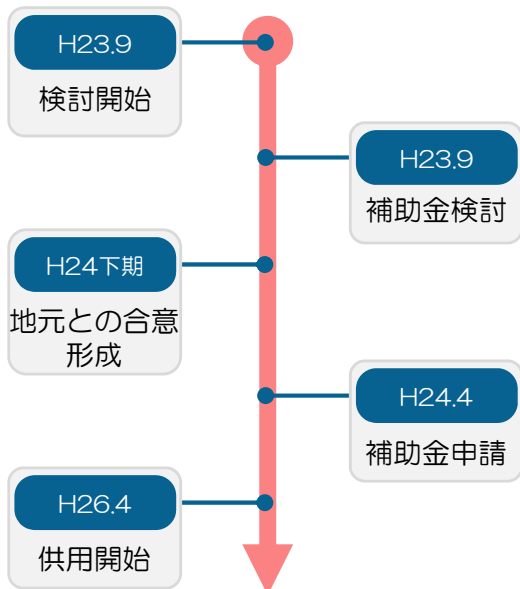 H23.9
検討開始
H23.9
補助金検討
H24下期
地元との合意
形成
H24.4
補助金申請
H26.4
供用開始